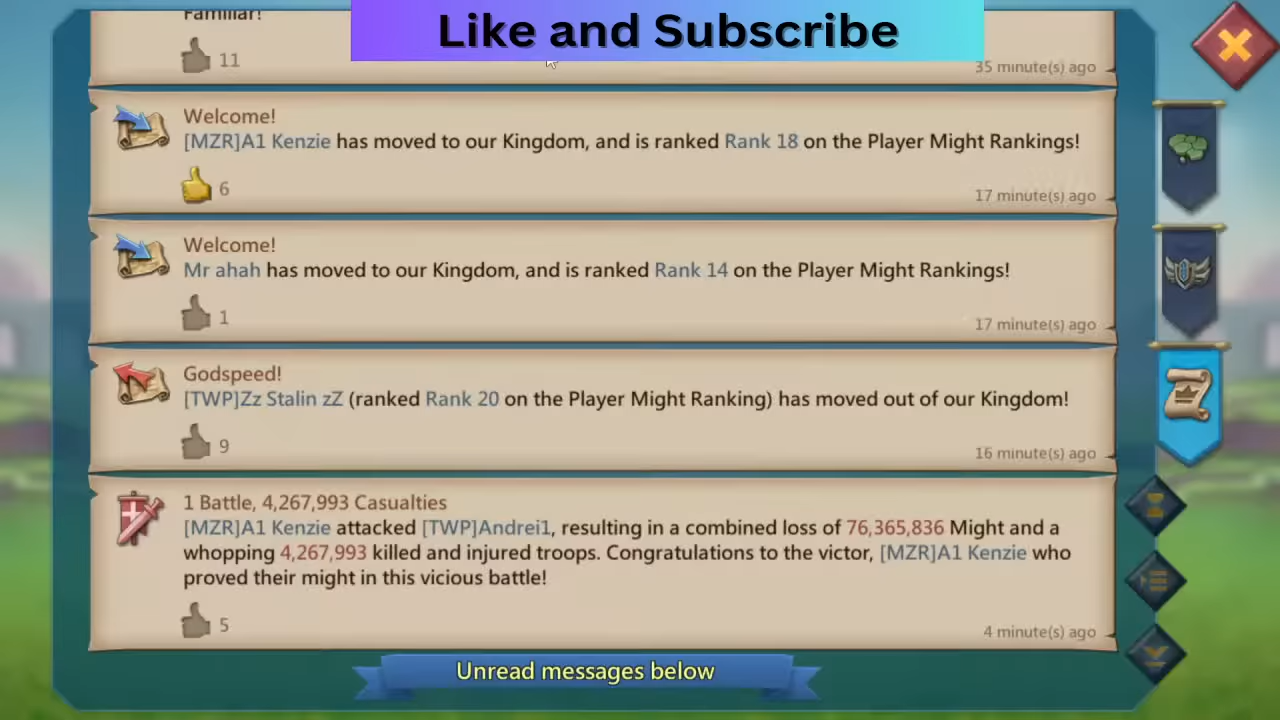 Familiar!
Like and Subscribe
11
35 minute(s) ago
Welcome!
[MZR]A1 Kenzie has moved to our Kingdom, and is ranked Rank 18 on the Player Might Rankings!
6
17 minute(s) ago
Welcome!
Mr ahah has moved to our Kingdom, and is ranked Rank 14 on the Player Might Rankings!
1
17 minute(s) ago
Godspeed!
[TWP]Zz Stalin zZ (ranked Rank 20 on the Player Might Ranking) has moved out of our Kingdom!
9
16 minute(s) ago
1 Battle, 4,267,993 Casualties
[MZR]A1 Kenzie attacked [TWP]Andrei1, resulting in a combined loss of 76,365,836 Might and a
whopping 4,267,993 killed and injured troops. Congratulations to the victor, [MZR]A1 Kenzie who
proved their might in this vicious battle!
5
4 minute(s) ago
Unread messages below